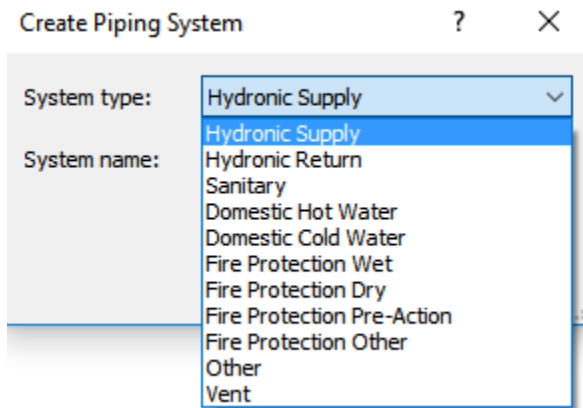 Create Piping System ? ×
System type: Hydronic Supply
Hydronic Supply
System name: Hydronic Return
Sanitary
Domestic Hot Water
Domestic Cold Water
Fire Protection Wet
Fire Protection Dry
Fire Protection Pre-Action
Fire Protection Other
Other
Vent